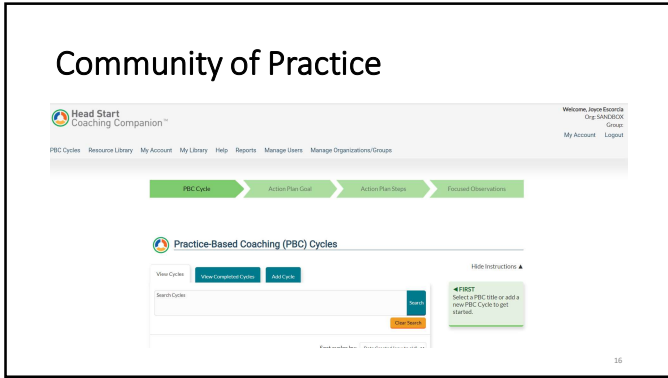 Community of Practice
Head Start
Coaching Companion™
Welcome, Joyce Escorcia
Org: SANDBOX
Group:
My Account Logout
PBC Cycles Resource Library My Account My Library Help Reports Manage Users Manage Organizations/Groups
PBC Cycle Action Plan Goal Action Plan Steps Focused Observations
Practice-Based Coaching (PBC) Cycles
Hide Instructions ▲
View Cycles View Completed Cycles Add Cycle
◀ FIRST
Select a PBC title or add a
new PBC Cycle to get
started.
Search Cycles
Search
Clear Search
16